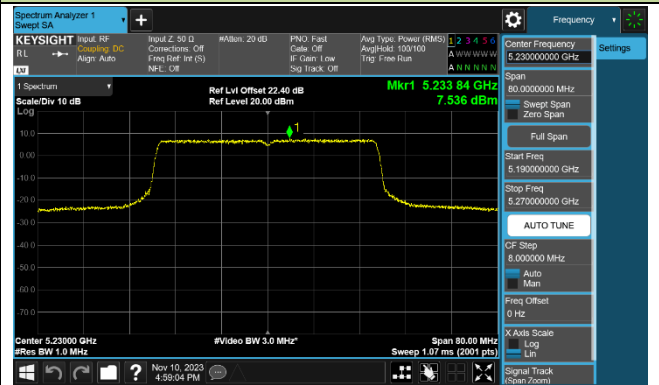 Spectrum Analyzer 1
Swept SA
Frequency
KEYSIGHT
RL
LXI
Input: RF
Coupling: DC
Align: Auto
Input Z: 50 Ω
Corrections: Off
Freq Ref: Int (S)
NFE: Off
#Atten: 20 dB
PNO: Fast
Gate: Off
IF Gain: Low
Sig Track: Off
Avg Type: Power (RMS)
Avg|Hold: 100/100
Trig: Free Run
1 2 3 4 5 6
A W W W W W
A N N N N N
1 Spectrum
Scale/Div 10 dB
Log
Ref Lvl Offset 22.40 dB
Ref Level 20.00 dBm
Mkr1 5.233 84 GHz
7.536 dBm
1
10.0
0.00
-10.0
-20.0
-30.0
-40.0
-50.0
-60.0
-70.0
Center 5.23000 GHz
#Res BW 1.0 MHz
#Video BW 3.0 MHz*
Span 80.00 MHz
Sweep 1.07 ms (2001 pts)
Nov 10, 2023
4:59:04 PM
Center Frequency
5.230000000 GHz
Settings
Span
80.0000000 MHz
Swept Span
Zero Span
Full Span
Start Freq
5.190000000 GHz
Stop Freq
5.270000000 GHz
AUTO TUNE
CF Step
8.000000 MHz
Auto
Man
Freq Offset
0 Hz
X Axis Scale
Log
Lin
Signal Track
(Span Zoom)